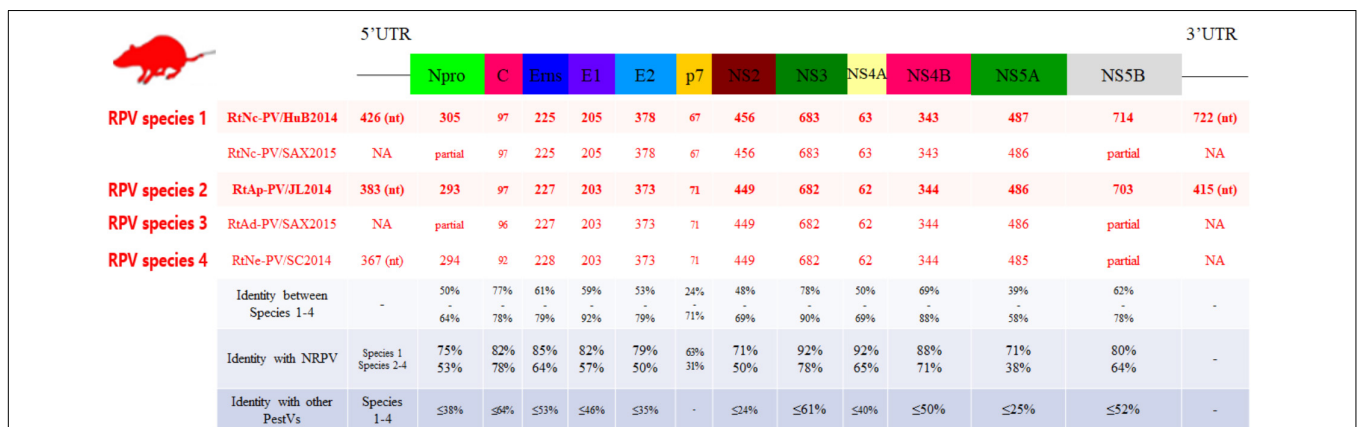 5’UTR 3’UTR
Npro C Erns E1 E2 p7 NS2 NS3 NS4A NS4B NS5A NS5B
RPV species 1 RtNc-PV/HuB2014 426 (nt) 305 97 225 205 378 67 456 683 63 343 487 714 722 (nt)
RtNc-PV/SAX2015 NA partial 97 225 205 378 67 456 683 63 343 486 partial NA
RPV species 2 RtAp-PV/JL2014 383 (nt) 293 97 227 203 373 71 449 682 62 344 486 703 415 (nt)
RPV species 3 RtAd-PV/SAX2015 NA partial 96 227 203 373 71 449 682 62 344 486 partial NA
RPV species 4 RtNe-PV/SC2014 367 (nt) 294 92 228 203 373 71 449 682 62 344 485 partial NA
Identity between 50% 77% 61% 59% 53% 24% 48% 78% 50% 69% 39% 62%
Species 1-4 - - - - - - - - - - - - - -
64% 78% 79% 92% 79% 71% 69% 90% 69% 88% 58% 78%
Identity with NRPV Species 1 75% 82% 85% 82% 79% 63% 71% 92% 92% 88% 71% 80% -
Species 2-4 53% 78% 64% 57% 50% 31% 50% 78% 65% 71% 38% 64%
Identity with other Species
PestVs 1-4 ≤38% ≤64% ≤53% ≤46% ≤35% - ≤24% ≤61% ≤40% ≤50% ≤25% ≤52% -